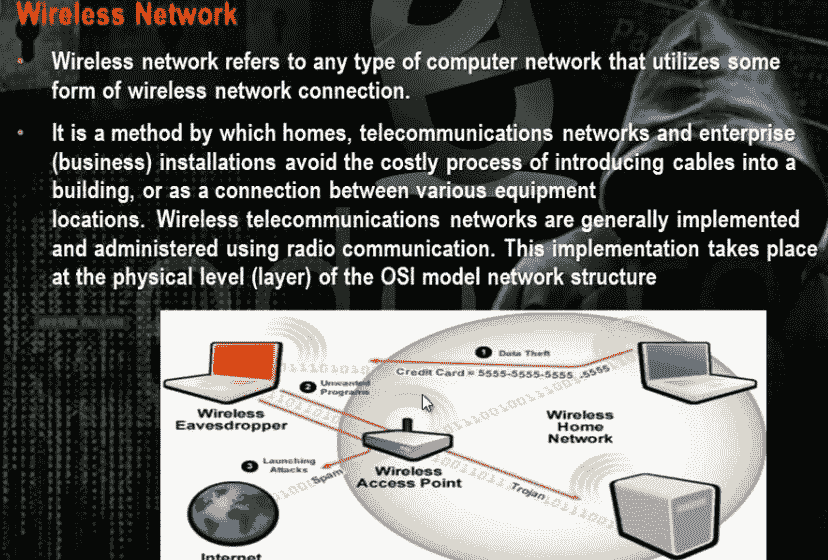 Wireless Network
• Wireless network refers to any type of computer network that utilizes some
form of wireless network connection.
• It is a method by which homes, telecommunications networks and enterprise
(business) installations avoid the costly process of introducing cables into a
building, or as a connection between various equipment
locations. Wireless telecommunications networks are generally implemented
and administered using radio communication. This implementation takes place
at the physical level (layer) of the OSI model network structure
1 Data Theft
Credit Card = 5555-5555-5555 .5555
2 Unwanted
Programs
Wireless
Eavesdropper
Wireless
Home
Network
3 Launching
Attacks
Spam
Wireless
Access Point
Trojan
Internet